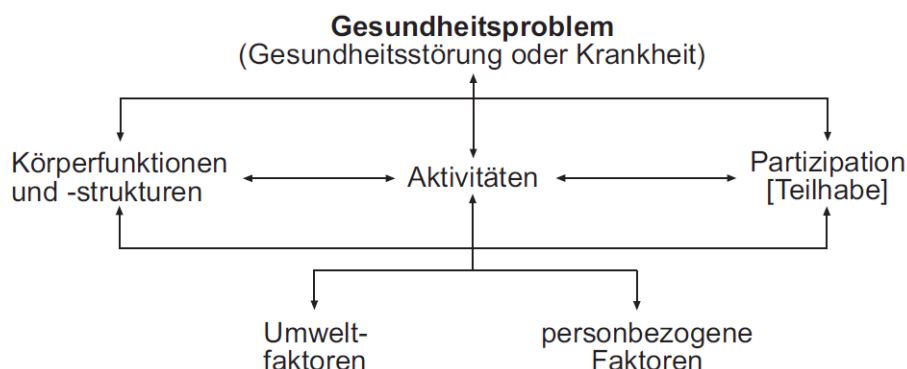 Gesundheitsproblem
(Gesundheitsstörung oder Krankheit)
Körperfunktionen
und -strukturen
Aktivitäten
Partizipation
[Teilhabe]
Umwelt-
faktoren
personbezogene
Faktoren